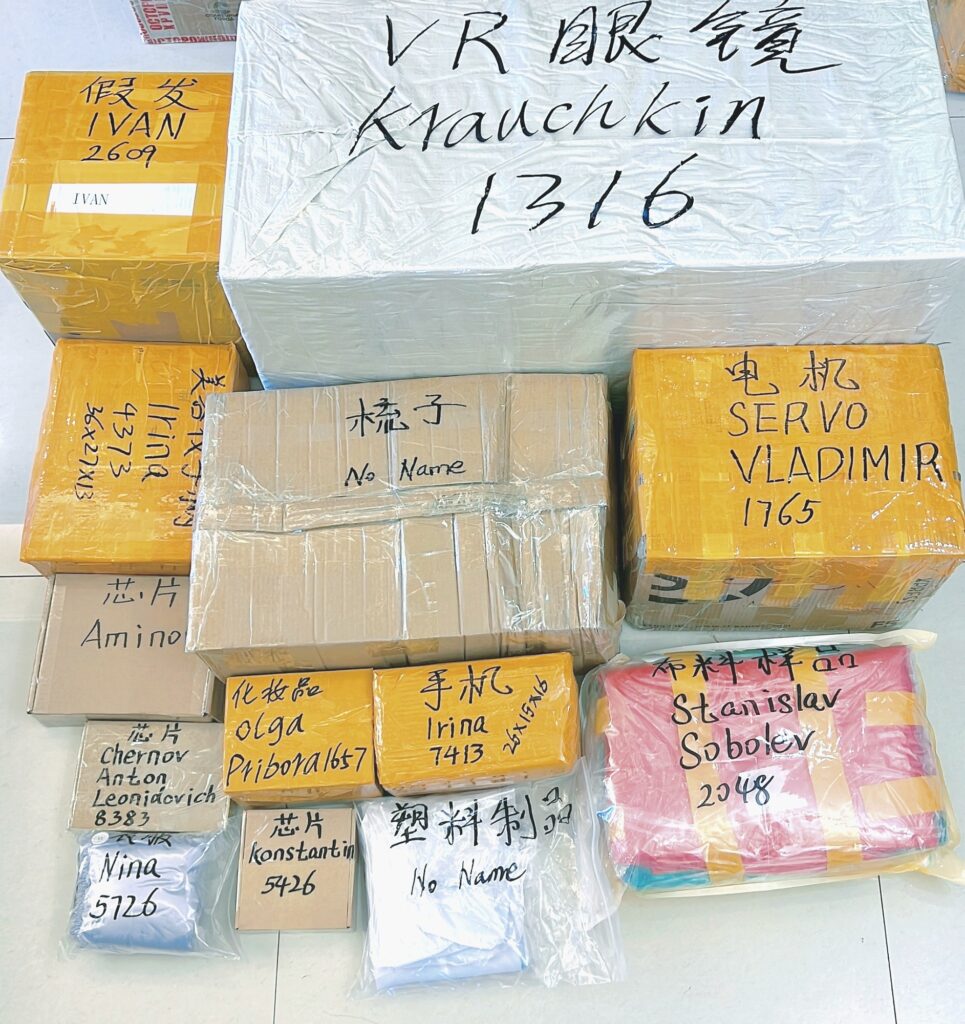 VR眼镜
Krauchkin
1316
假发
IVAN
2609
IVAN
Irina
4373
36x27x13
梳子
No Name
电机
SERVO
VLADIMIR
1765
芯片
Amino
化妆品
Olga
Pribora1657
手机
Irina
7413
26x15x16
布料样品
Stanislav
Sobolev
2048
芯片
Chernov
Anton
Leonidovich
8383
Nina
5726
芯片
Konstantin
5426
塑料制品
No Name